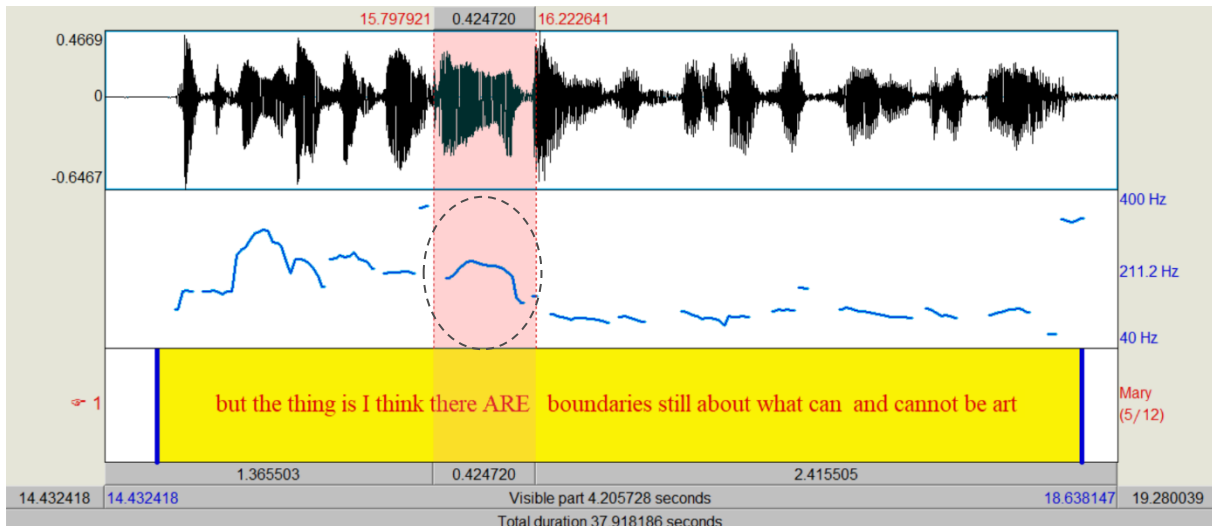 15.797921 0.424720 16.222641
0.4669
0
-0.6467
400 Hz
211.2 Hz
40 Hz
☞ 1
but the thing is I think there ARE boundaries still about what can and cannot be art
Mary
(5/12)
1.365503 0.424720 2.415505
14.432418 14.432418 Visible part 4.205728 seconds 18.638147 19.280039
Total duration 37.918186 seconds